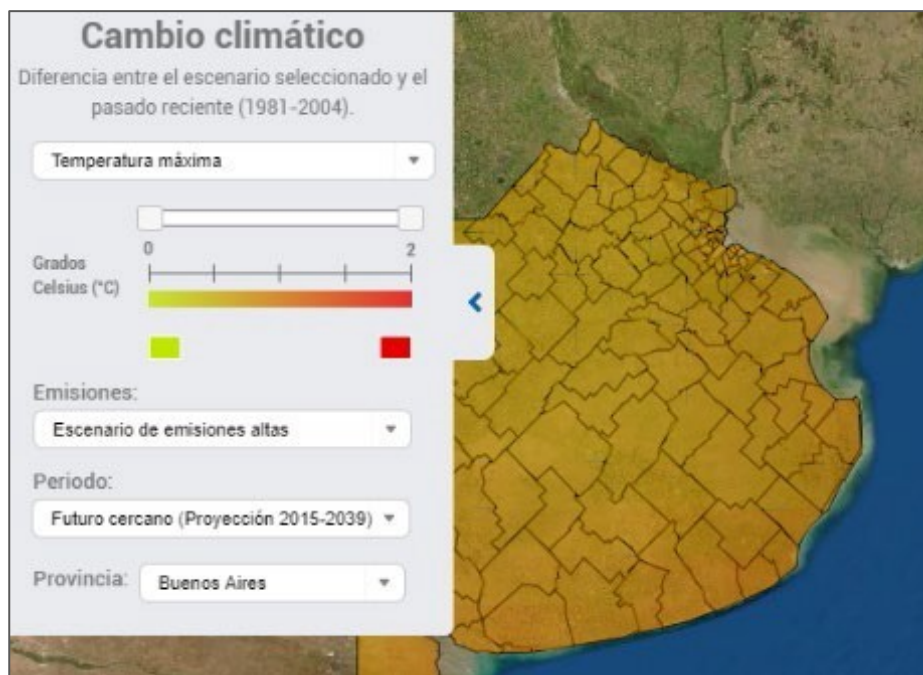 Cambio climático
Diferencia entre el escenario seleccionado y el
pasado reciente (1981-2004).
Temperatura máxima
0 2
Grados
Celsius (°C)
Emisiones:
Escenario de emisiones altas
Periodo:
Futuro cercano (Proyección 2015-2039)
Provincia: Buenos Aires